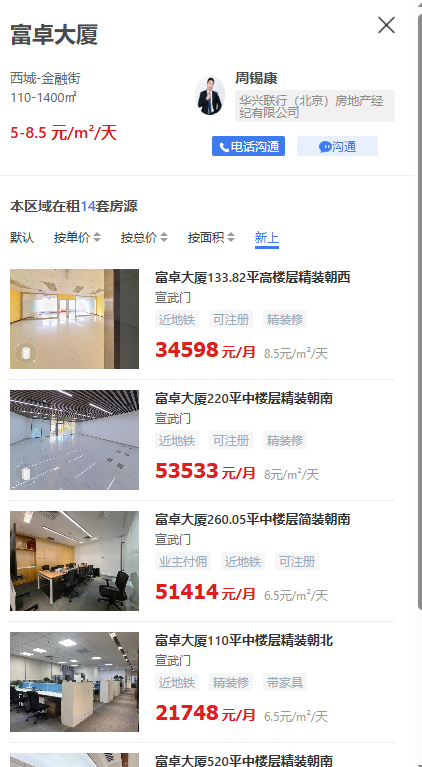 富卓大厦
西城-金融街
110-1400㎡
5-8.5 元/m²/天
周锡康
华兴联行（北京）房地产经
纪有限公司
电话沟通
沟通
本区域在租14套房源
默认 按单价 按总价 按面积 新上
富卓大厦133.82平高楼层精装朝西
宣武门
近地铁 可注册 精装修
34598 元/月 8.5元/m²/天
富卓大厦220平中楼层精装朝南
宣武门
近地铁 可注册 精装修
53533 元/月 8元/m²/天
富卓大厦260.05平中楼层简装朝南
宣武门
业主付佣 近地铁 可注册
51414 元/月 6.5元/m²/天
富卓大厦110平中楼层精装朝北
宣武门
近地铁 精装修 带家具
21748 元/月 6.5元/m²/天
富卓大厦520平中楼层精装朝南